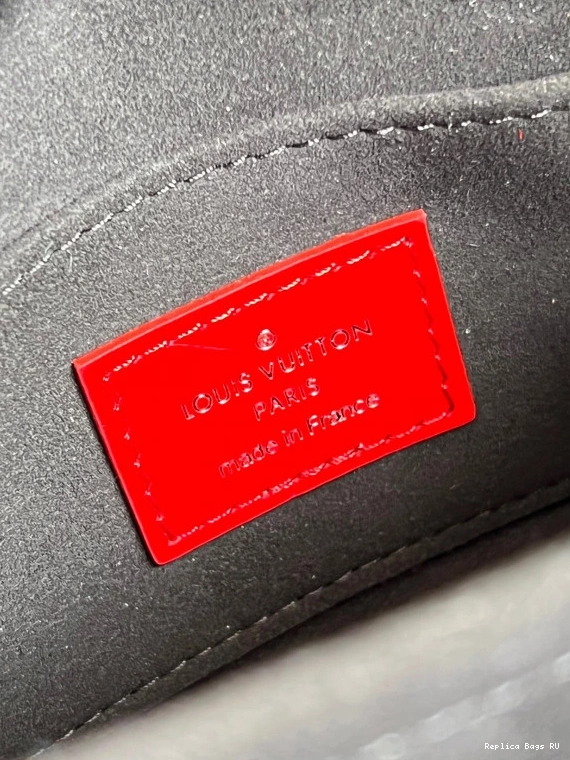 LOUIS VUITTON
PARIS
made in France
Replica Bags RU